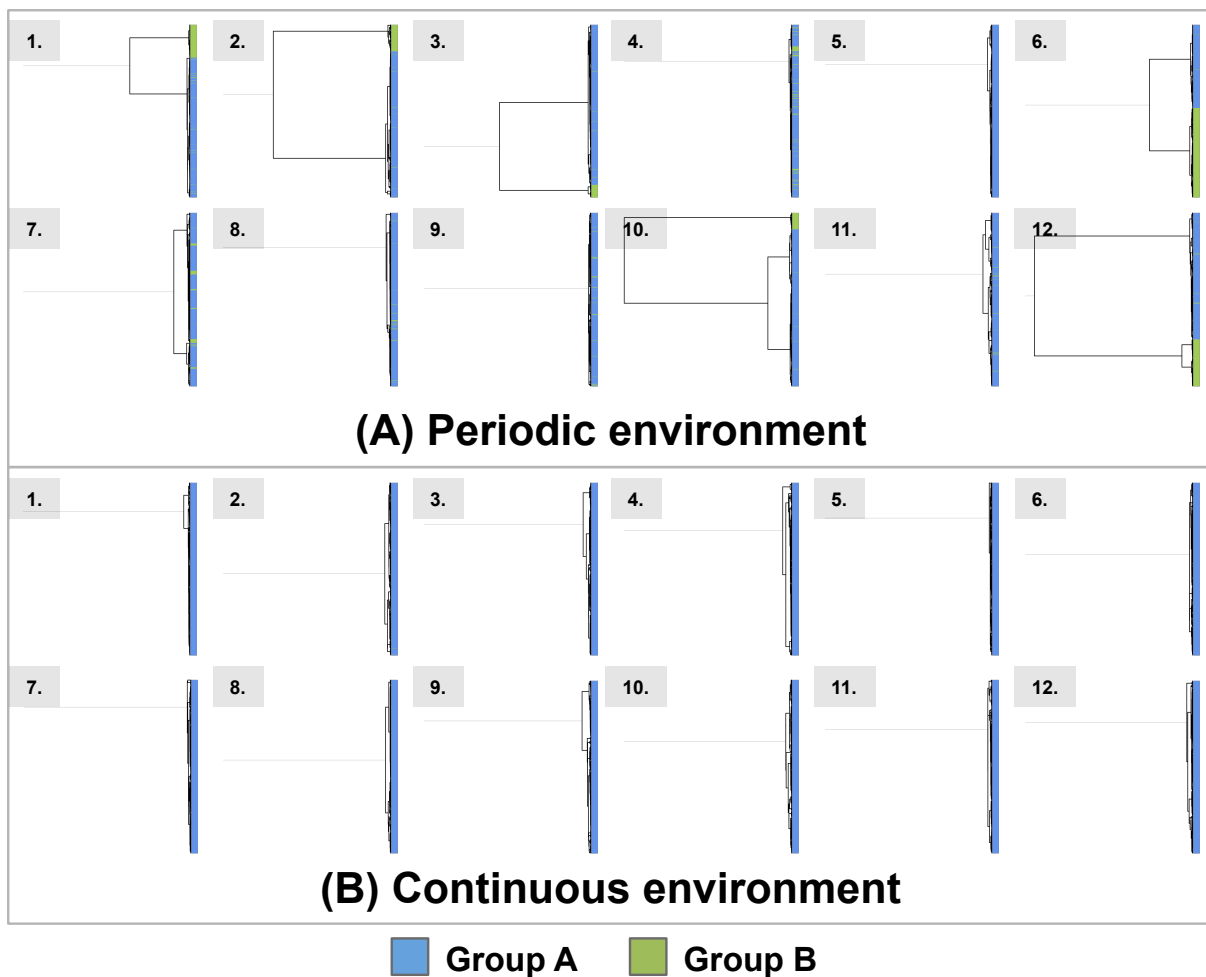 1. 2. 3. 4. 5. 6.
7. 8. 9. 10. 11. 12.
(A) Periodic environment
1. 2. 3. 4. 5. 6.
7. 8. 9. 10. 11. 12.
(B) Continuous environment
Group A Group B